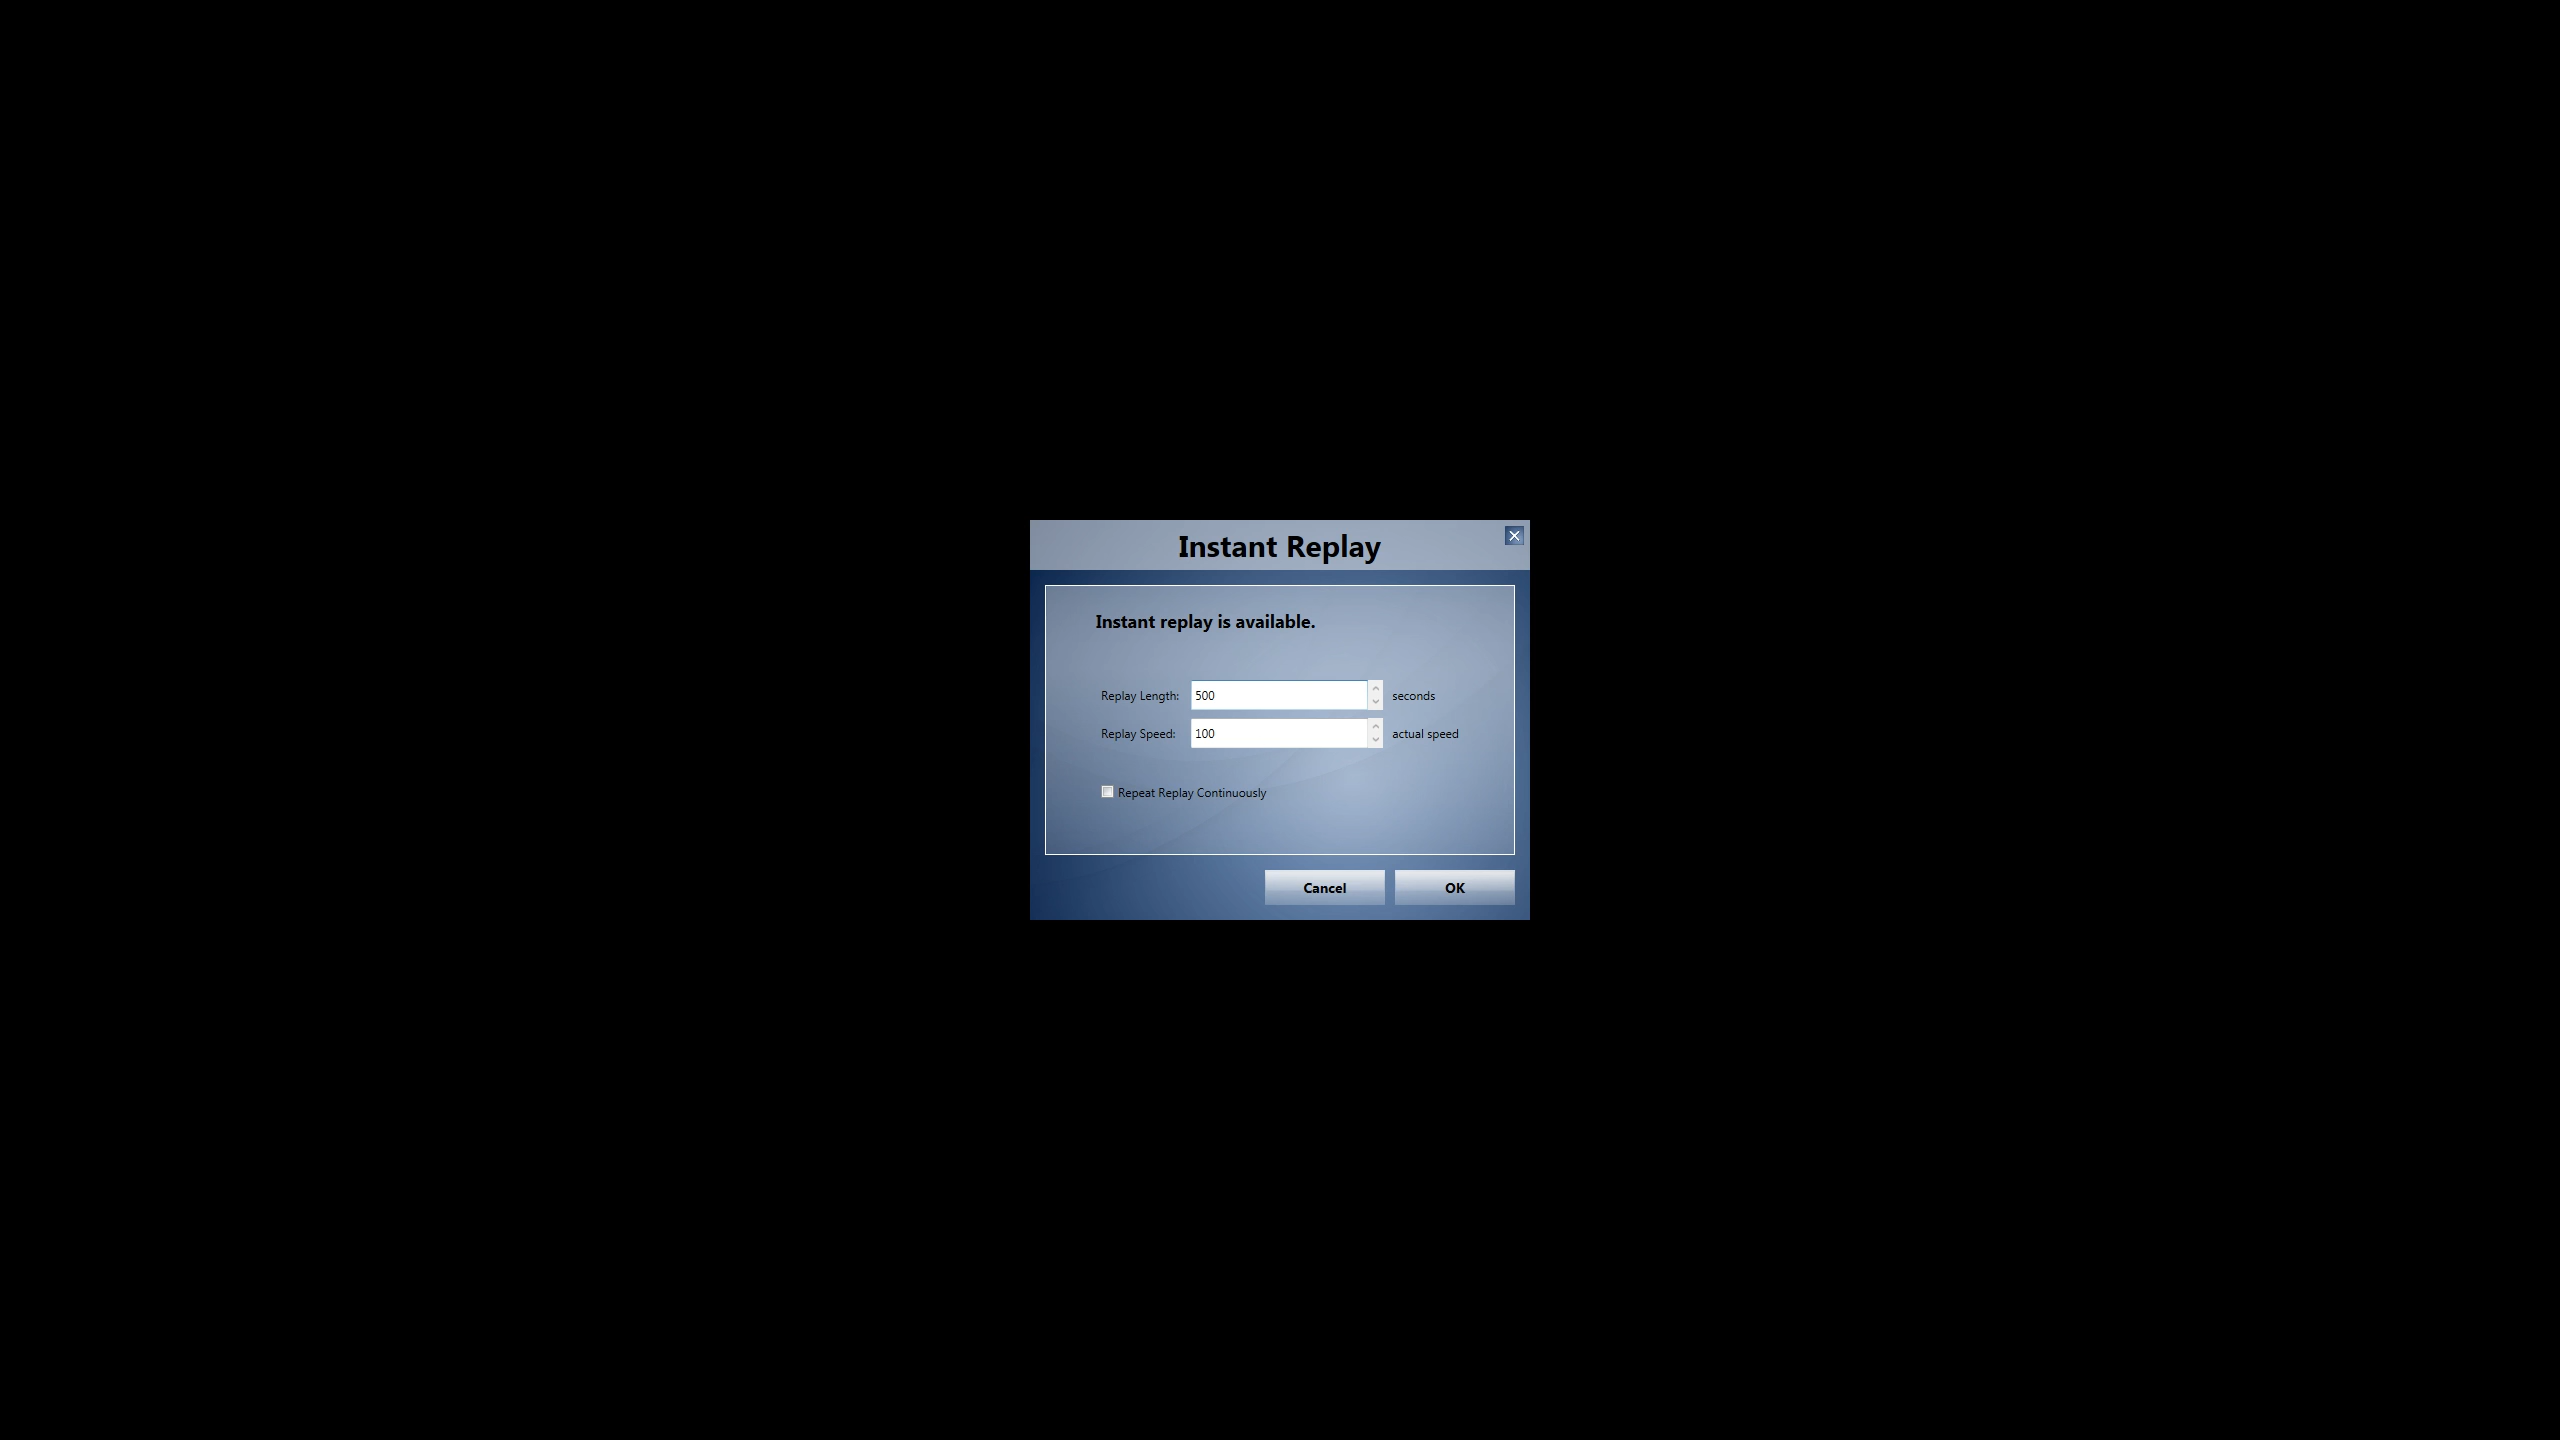 Instant Replay
Instant replay is available.
Replay Length: 500 seconds
Replay Speed: 100 actual speed
Repeat Replay Continuously
Cancel OK